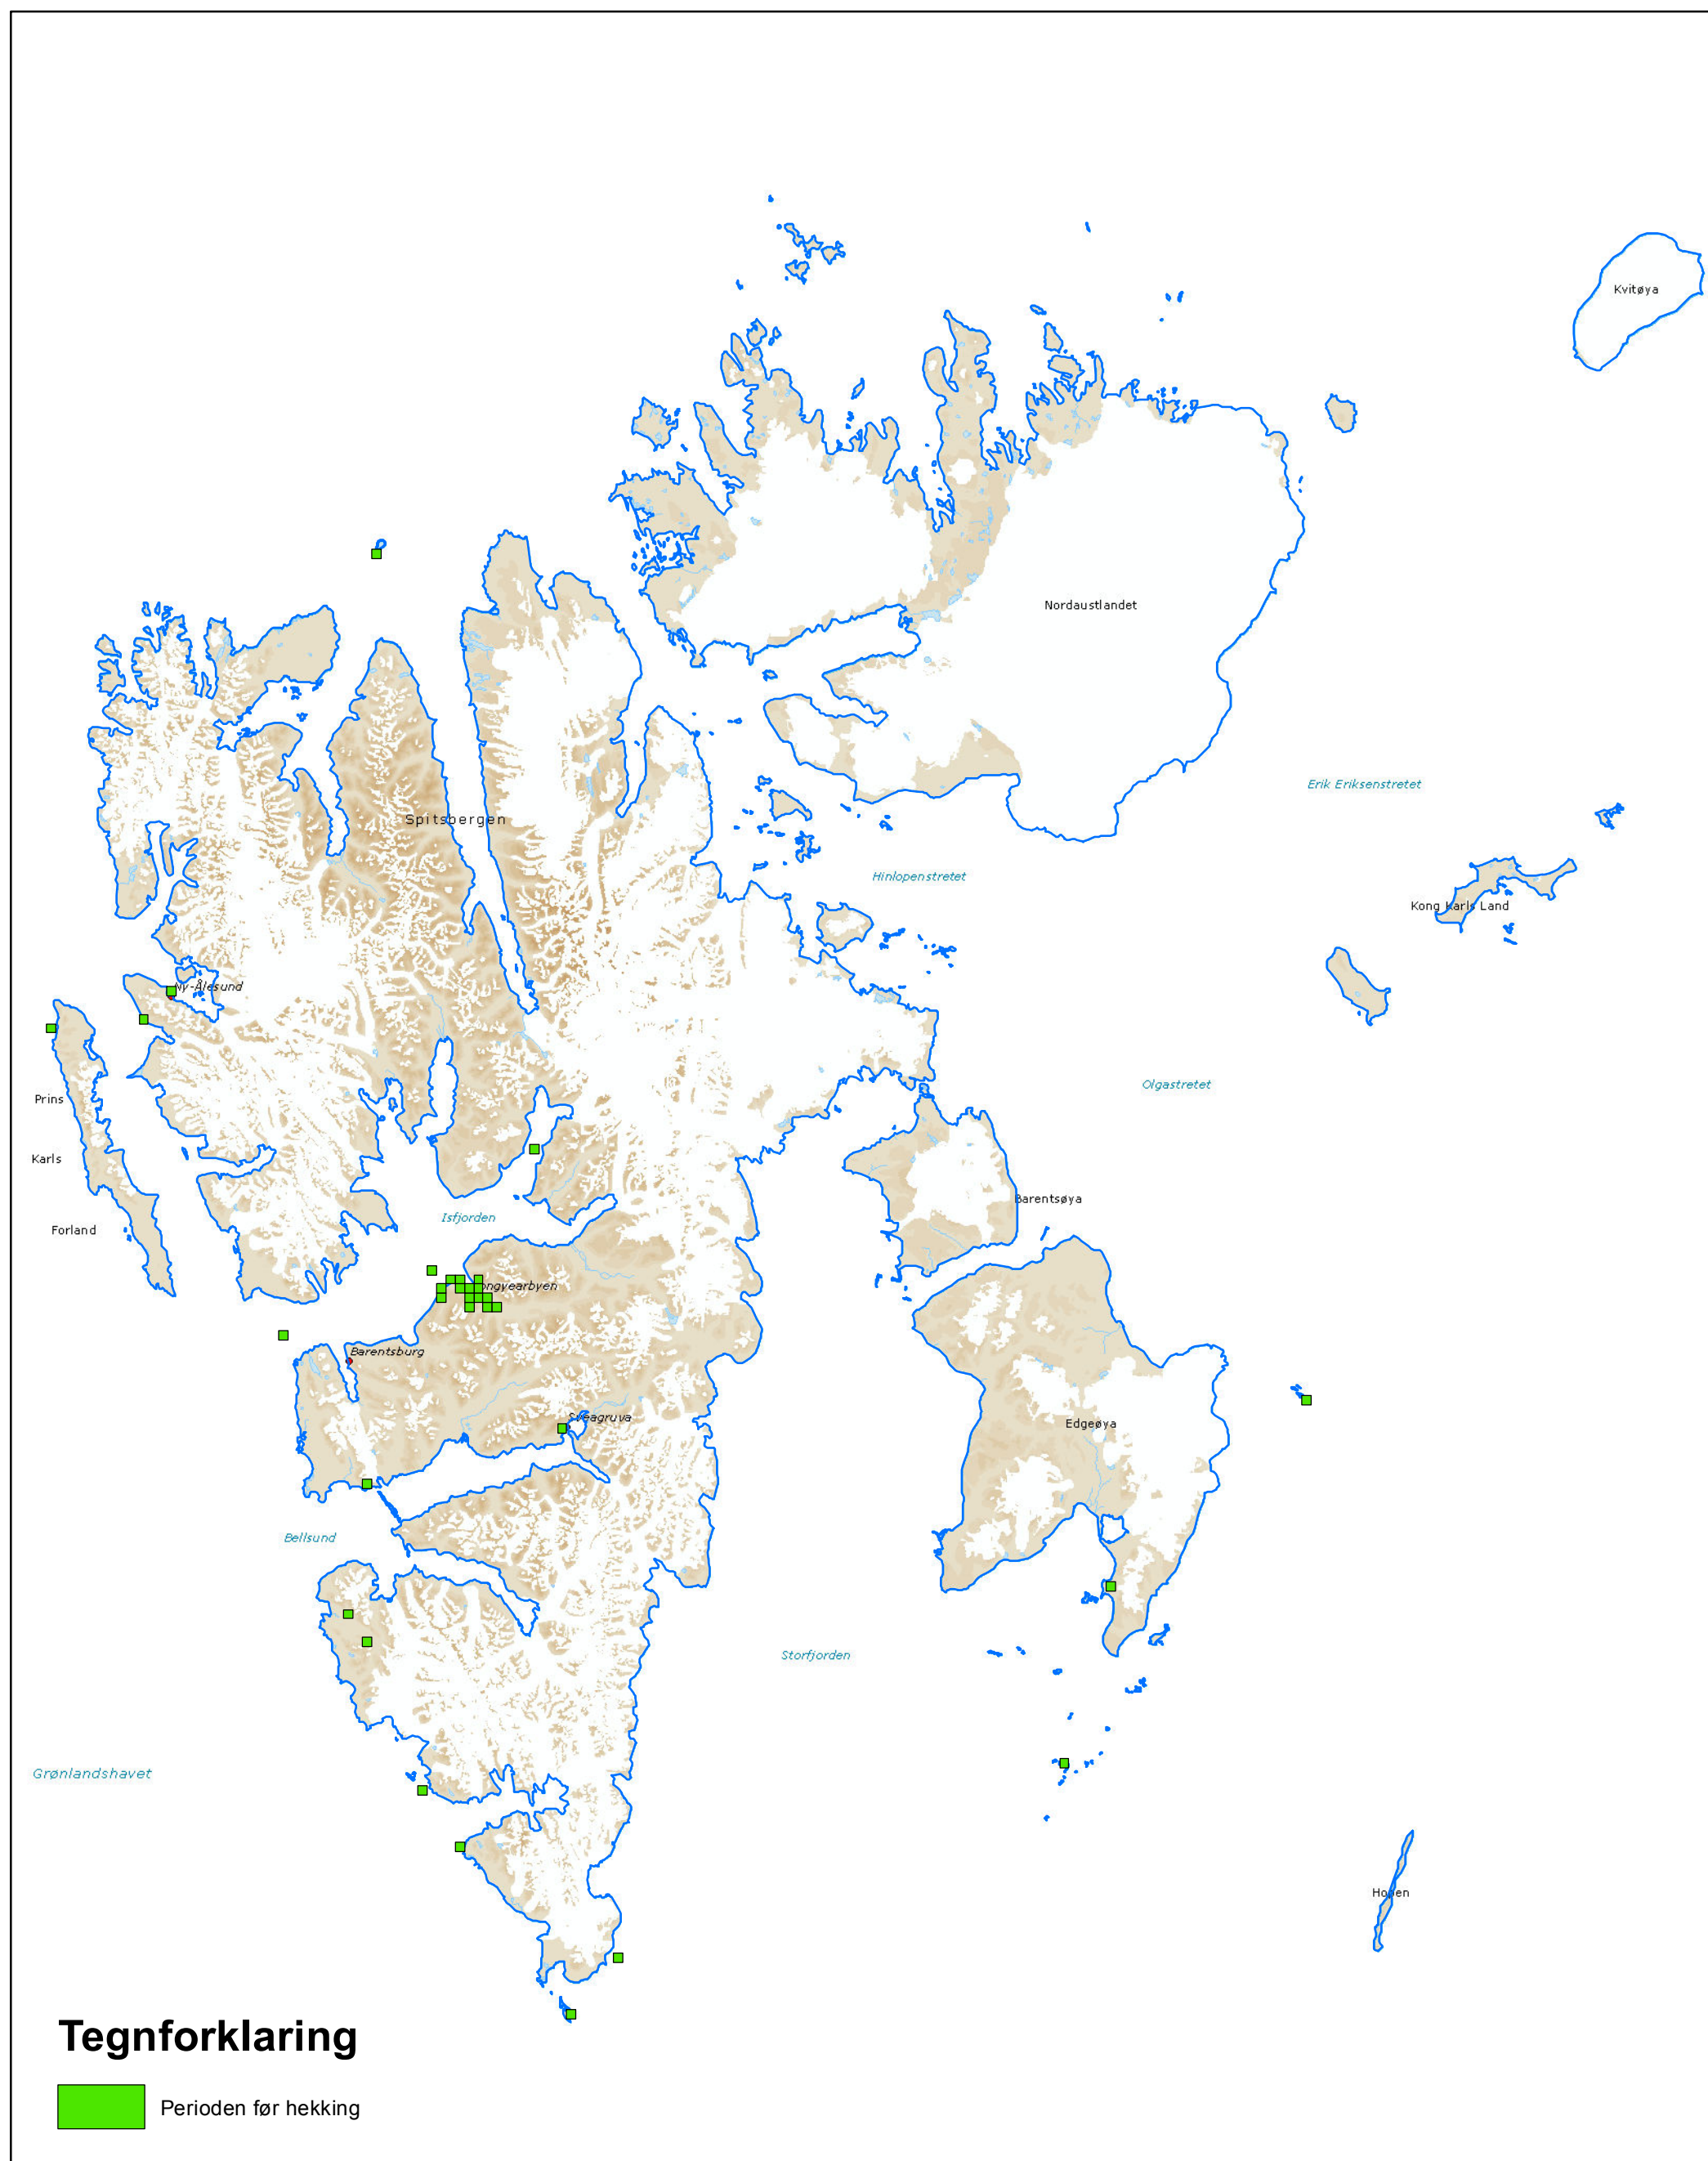 Kvitøya
Nordaustlandet
Erik Eriksenstretet
Spitsbergen
Hinlopenstretet
Kong Karls Land
Ny-Ålesund
Olgastretet
Prins
Karls
Barentsøya
Isfjorden
Forland
Longyearbyen
Barentsburg
Sveagruva
Edgeøya
Bellsund
Storfjorden
Grønlandshavet
Hopen
Tegnforklaring
Perioden før hekking